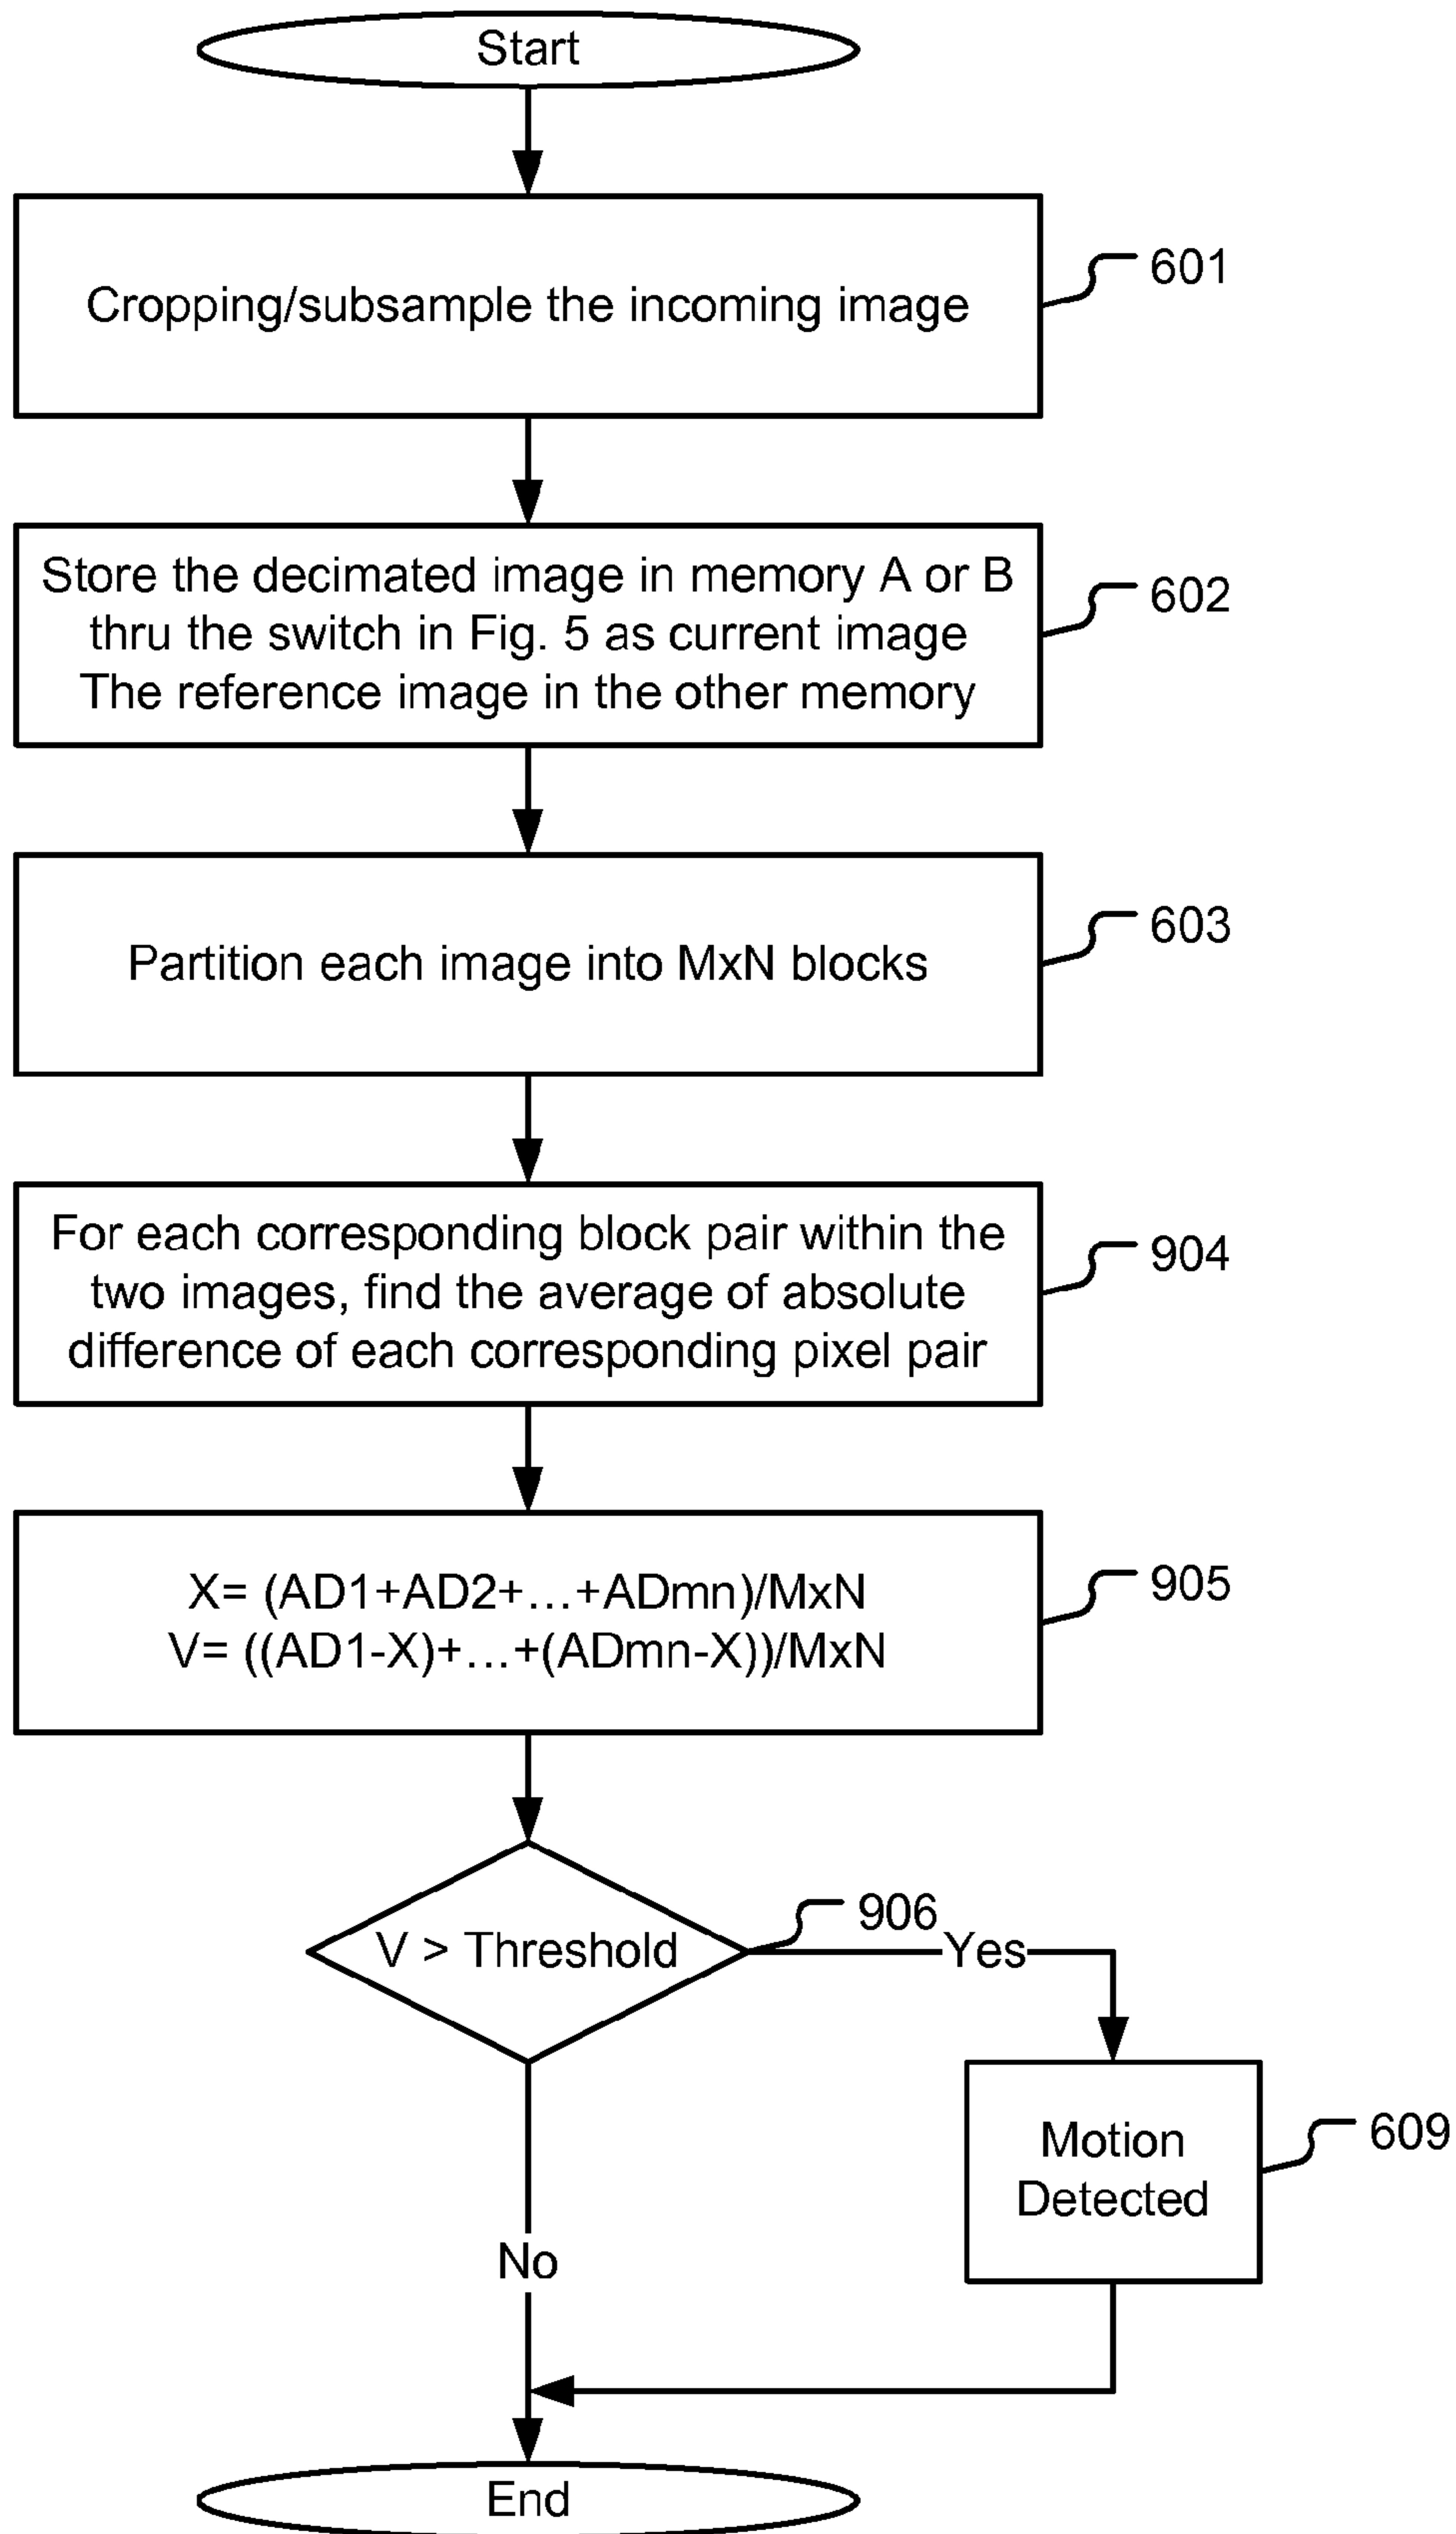 Start
Cropping/subsample the incoming image
601
Store the decimated image in memory A or B
thru the switch in Fig. 5 as current image
The reference image in the other memory
602
Partition each image into MxN blocks
603
For each corresponding block pair within the
two images, find the average of absolute
difference of each corresponding pixel pair
904
X= (AD1+AD2+...+ADmn)/MxN
V= ((AD1-X)+...+(ADmn-X))/MxN
905
V > Threshold
906
Yes
Motion
Detected
609
No
End